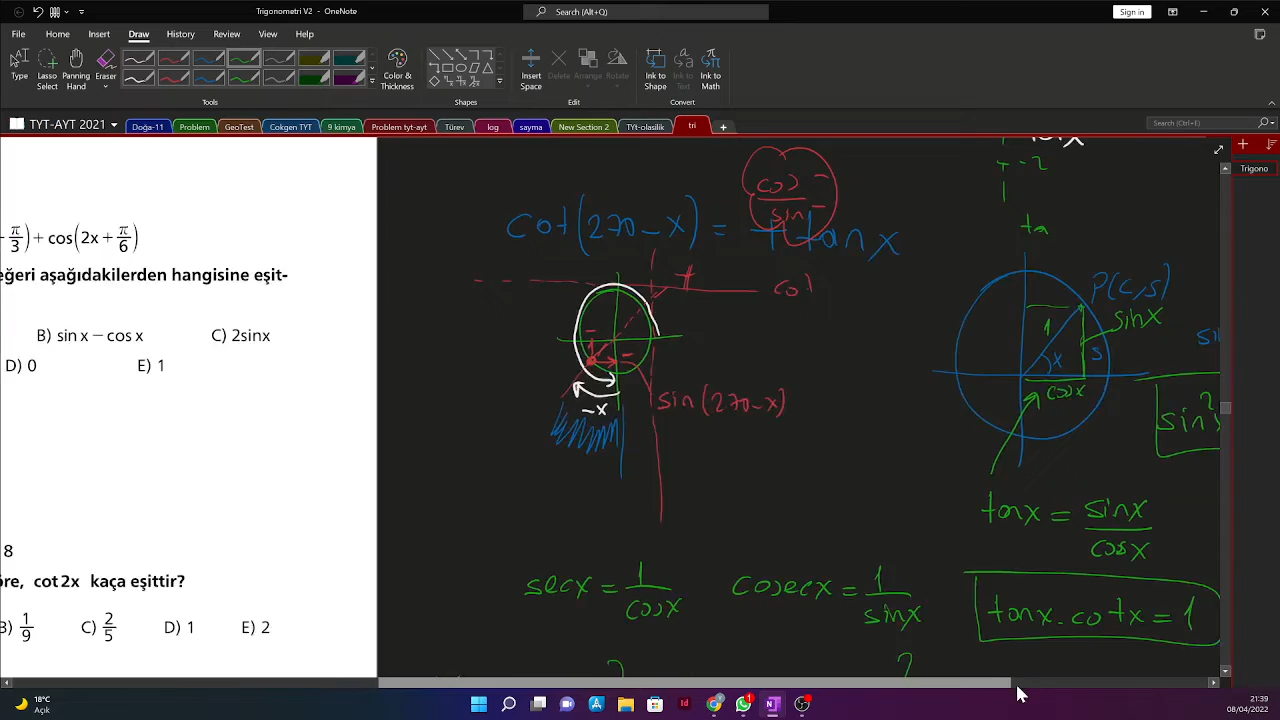 Trigonometri V2 - OneNote
Search (Alt+Q)
Sign in
File Home Insert Draw History Review View Help
Type Lasso Select Panning Hand Eraser Color & Thickness Insert Space Delete Arrange Rotate Ink to Shape Ink to Text Ink to Math
Tools Shapes Edit Convert
TYT-AYT 2021 Doğa-11 Problem GeoTest Cokgen TYT 9 kimya Problem tyt-ayt Türev log sayma New Section 2 TYt-olasilik tri
Search (Ctrl+E)
Trigono
π/3) + cos(2x + π/6)
eğeri aşağıdakilerden hangisine eşit-
B) sin x − cos x C) 2sinx
D) 0 E) 1
8
öre, cot 2x kaça eşittir?
B) 1/9 C) 2/5 D) 1 E) 2
cos − / sin −
cot(270 − x) = + tan x
cot
+
−
−
−x
sin(270−x)
secx = 1/cosx cosecx = 1/sinx
-2
ta
P(c,s)
sinx
1
x
s
cosx
sin²
tanx = sinx/cosx
tanx . cotx = 1
18°C
Açık
21:39
08/04/2022